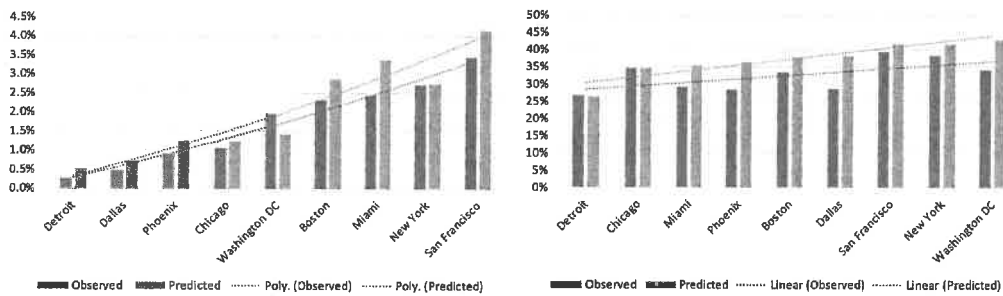 4.5%
4.0%
3.5%
3.0%
2.5%
2.0%
1.5%
1.0%
0.5%
0.0%
Detroit
Dallas
Phoenix
Chicago
Washington DC
Boston
Miami
New York
San Francisco
Observed Predicted Poly. (Observed) Poly. (Predicted)
50%
45%
40%
35%
30%
25%
20%
15%
10%
5%
0%
Detroit
Chicago
Miami
Phoenix
Boston
Dallas
San Francisco
New York
Washington DC
Observed Predicted Linear (Observed) Linear (Predicted)